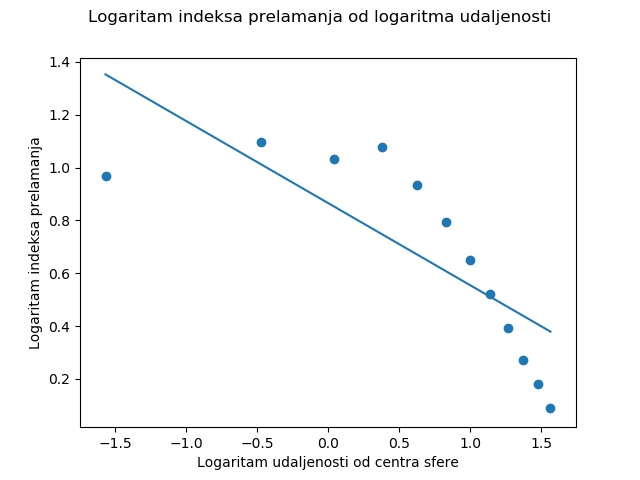 Logaritam indeksa prelamanja od logaritma udaljenosti
1.4
1.2
1.0
0.8
0.6
0.4
0.2
Logaritam indeksa prelamanja
−1.5 −1.0 −0.5 0.0 0.5 1.0 1.5
Logaritam udaljenosti od centra sfere